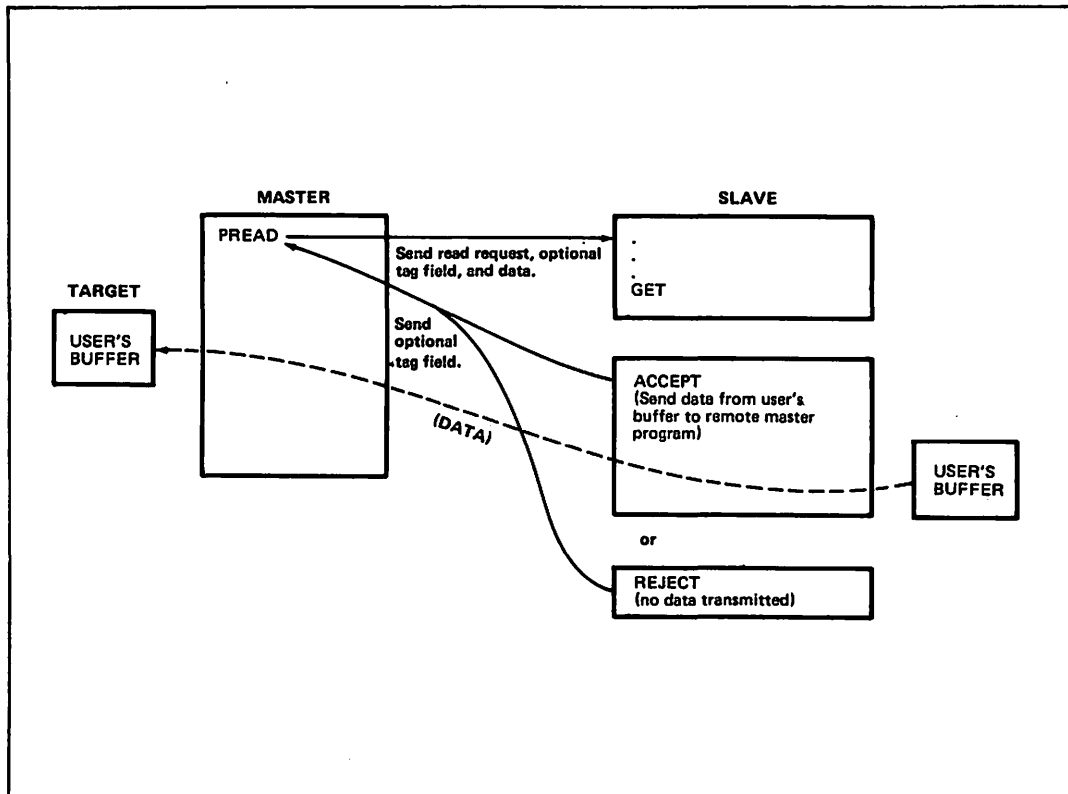 MASTER
SLAVE
PREAD
Send read request, optional
tag field, and data.
.
.
.
GET
TARGET
USER'S
BUFFER
Send
optional
tag field.
ACCEPT
(Send data from user's
buffer to remote master
program)
(DATA)
USER'S
BUFFER
or
REJECT
(no data transmitted)